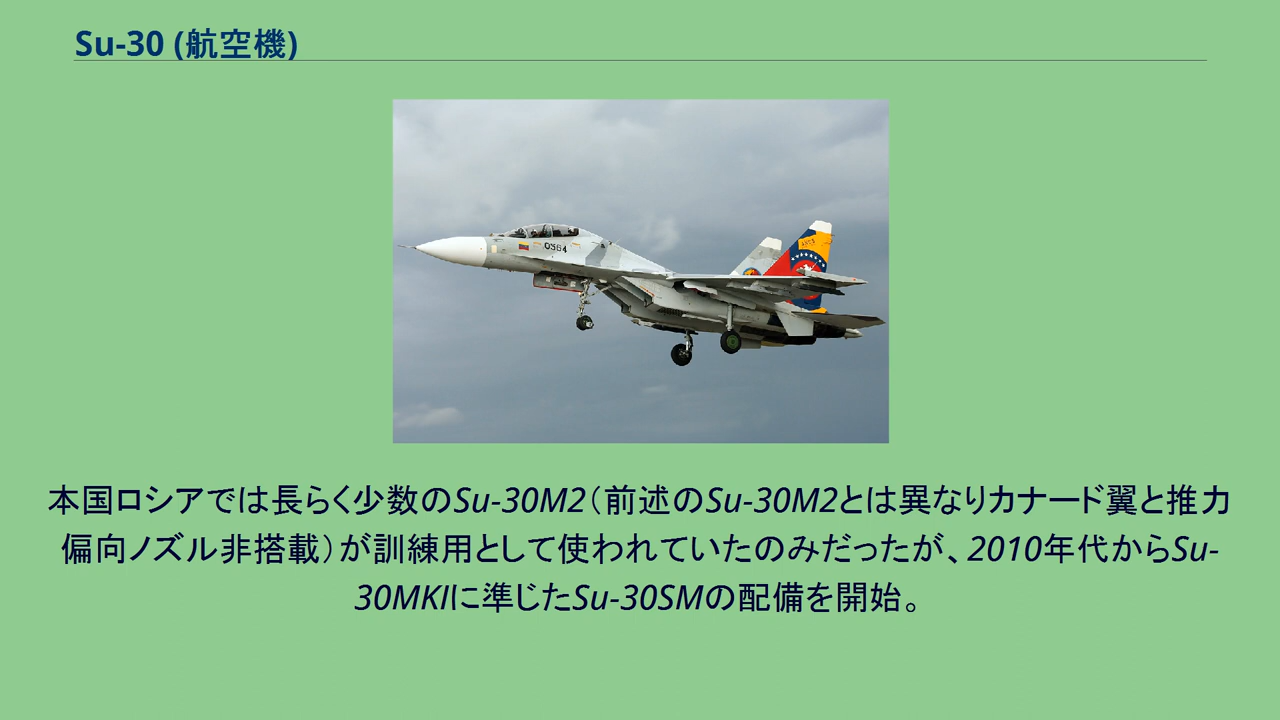 Su-30 (航空機)
0364
本国ロシアでは長らく少数のSu-30M2（前述のSu-30M2とは異なりカナード翼と推力
偏向ノズル非搭載）が訓練用として使われていたのみだったが、2010年代からSu-
30MKIに準じたSu-30SMの配備を開始。